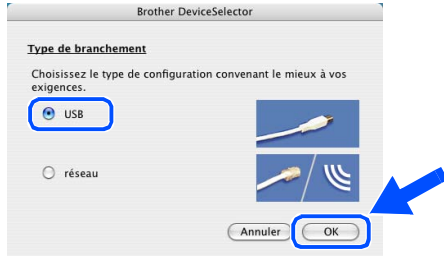 Brother DeviceSelector
Type de branchement
Choisissez le type de configuration convenant le mieux à vos
exigences.
USB
réseau
Annuler OK